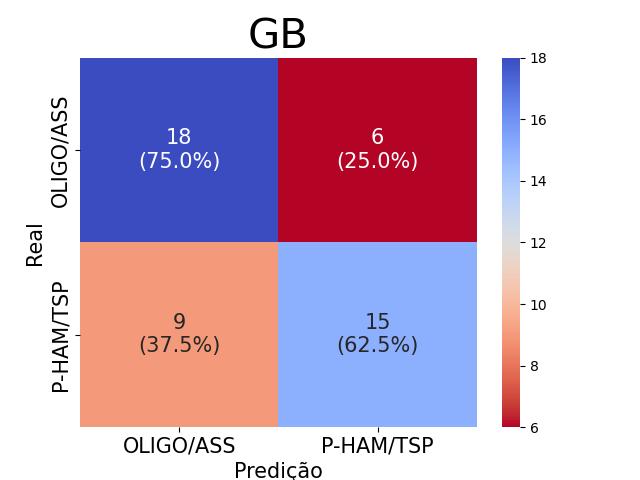 GB
Real
OLIGO/ASS
P-HAM/TSP
18
(75.0%)
6
(25.0%)
9
(37.5%)
15
(62.5%)
OLIGO/ASS
P-HAM/TSP
Predição
18
16
14
12
10
8
6